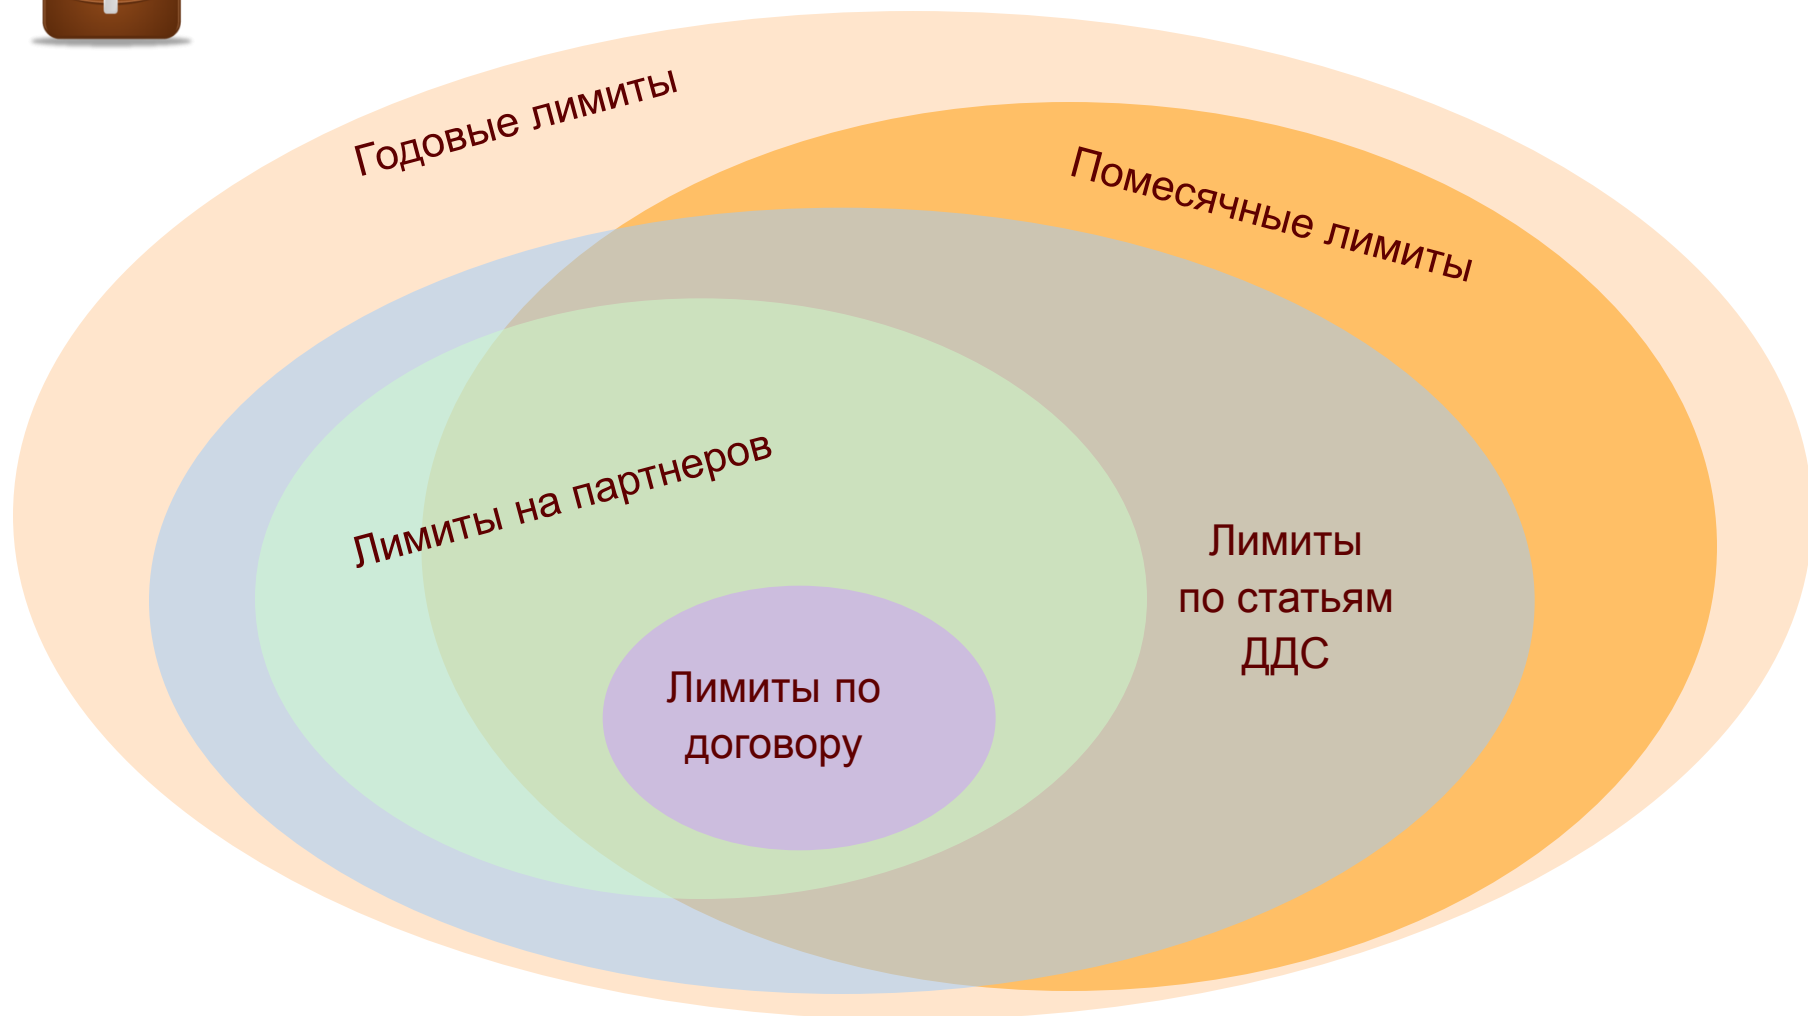 Годовые лимиты
Помесячные лимиты
Лимиты на партнеров
Лимиты
по статьям
ДДС
Лимиты по
договору